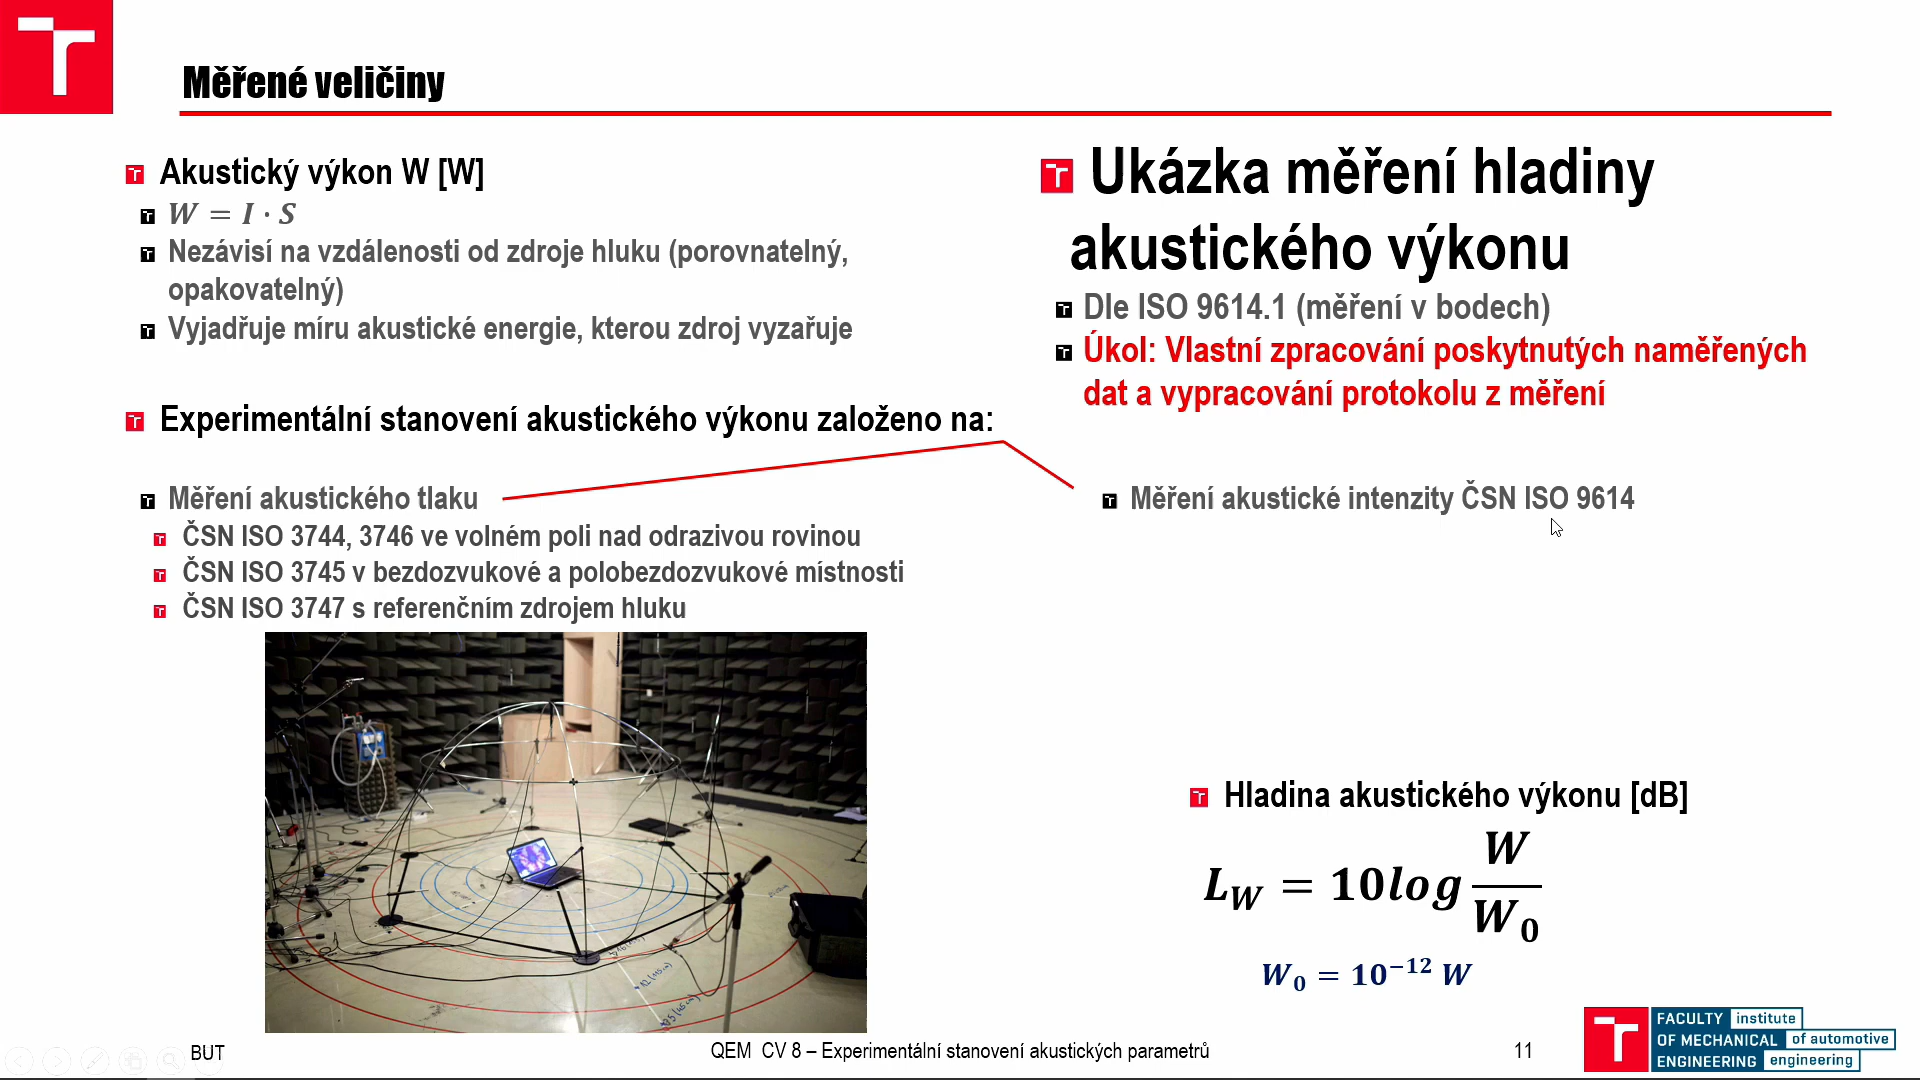 Měřené veličiny
Akustický výkon W [W]
W = I · S
Nezávisí na vzdálenosti od zdroje hluku (porovnatelný,
opakovatelný)
Vyjadřuje míru akustické energie, kterou zdroj vyzařuje
Experimentální stanovení akustického výkonu založeno na:
Měření akustického tlaku
ČSN ISO 3744, 3746 ve volném poli nad odrazivou rovinou
ČSN ISO 3745 v bezdozvukové a polobezdozvukové místnosti
ČSN ISO 3747 s referenčním zdrojem hluku
Ukázka měření hladiny
akustického výkonu
Dle ISO 9614.1 (měření v bodech)
Úkol: Vlastní zpracování poskytnutých naměřených
dat a vypracování protokolu z měření
Měření akustické intenzity ČSN ISO 9614
Hladina akustického výkonu [dB]
L_W = 10log W/W_0
W_0 = 10^{-12} W
BUT
QEM CV 8 – Experimentální stanovení akustických parametrů
11
FACULTY institute
OF MECHANICAL of automotive
ENGINEERING engineering